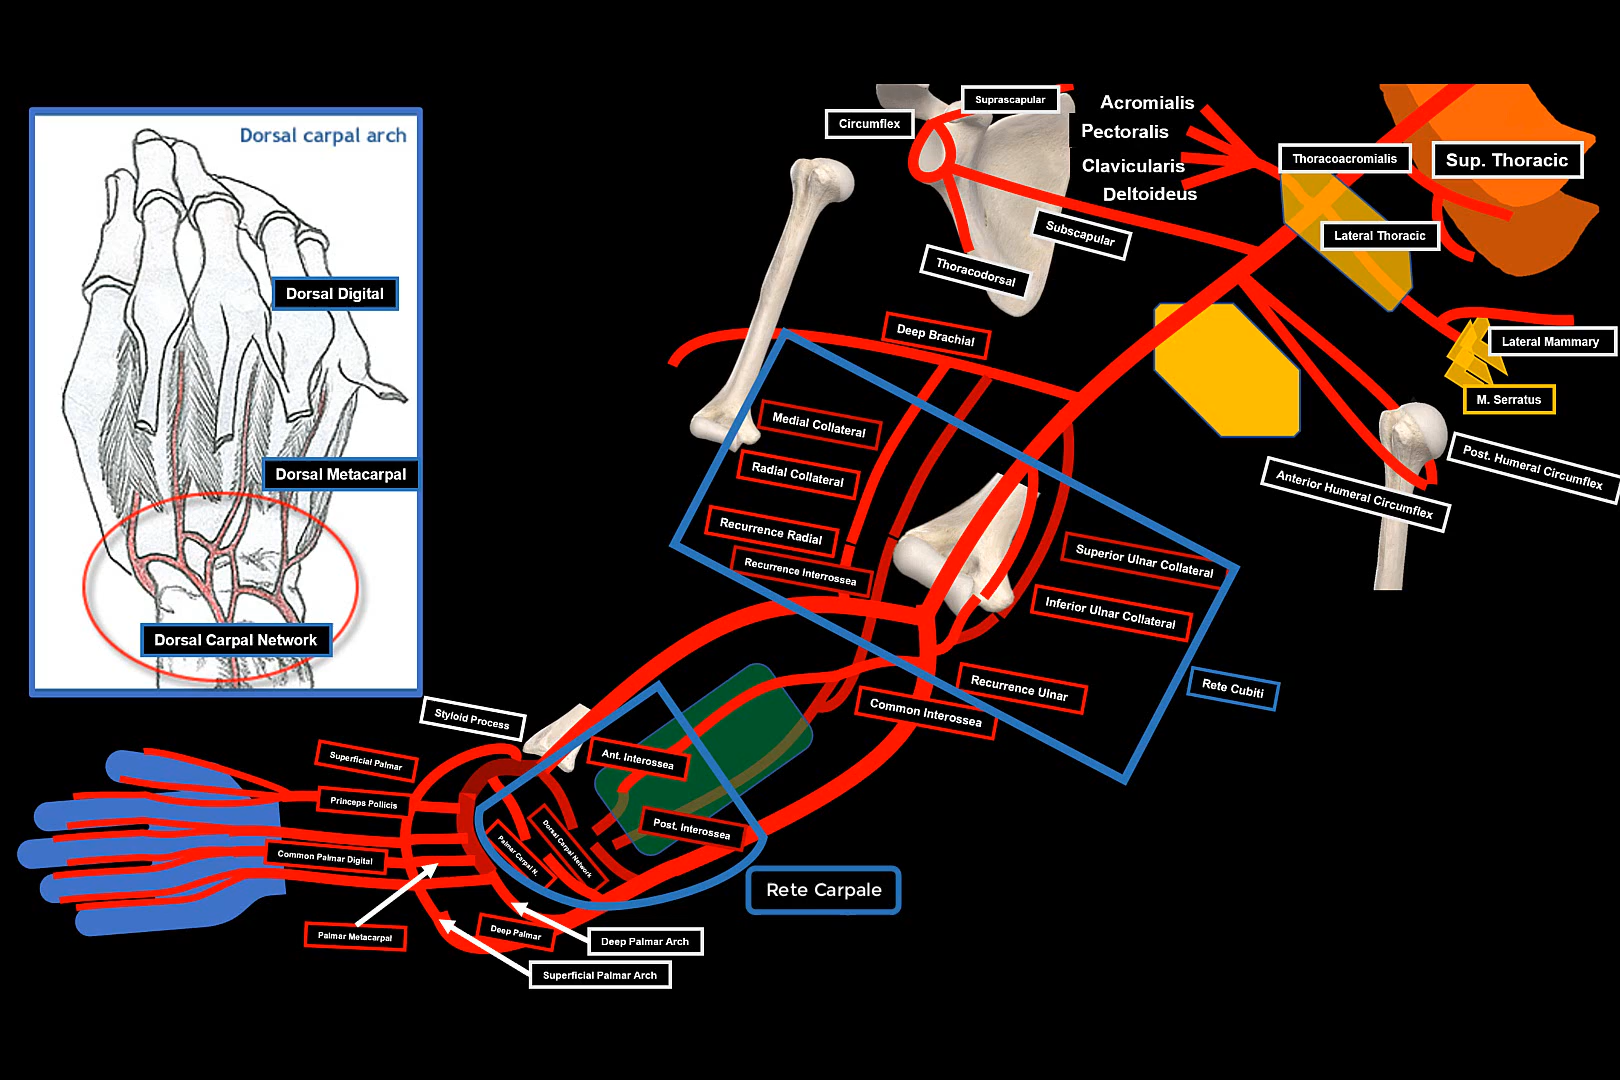 Dorsal carpal arch
Dorsal Digital
Dorsal Metacarpal
Dorsal Carpal Network
Suprascapular
Circumflex
Acromialis
Pectoralis
Clavicularis
Deltoideus
Thoracoacromialis
Sup. Thoracic
Lateral Thoracic
Subscapular
Thoracodorsal
Deep Brachial
Lateral Mammary
M. Serratus
Post. Humeral Circumflex
Anterior Humeral Circumflex
Medial Collateral
Radial Collateral
Recurrence Radial
Recurrence Interrossea
Superior Ulnar Collateral
Inferior Ulnar Collateral
Recurrence Ulnar
Rete Cubiti
Common Interossea
Styloid Process
Ant. Interossea
Post. Interossea
Superficial Palmar
Princeps Pollicis
Common Palmar Digital
Palmar Carpal N.
Dorsal Carpal Network
Rete Carpale
Palmar Metacarpal
Deep Palmar
Deep Palmar Arch
Superficial Palmar Arch